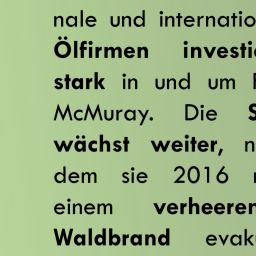 nale und internatio
Ölfirmen investi
stark in und um
McMuray. Die
wächst weiter,
dem sie 2016
einem verheeren
Waldbrand evak